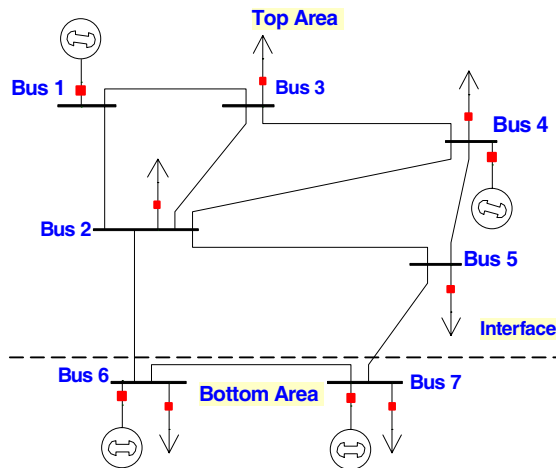 Top Area
Bus 1
Bus 3
Bus 4
Bus 2
Bus 5
Interface
Bus 6
Bottom Area
Bus 7